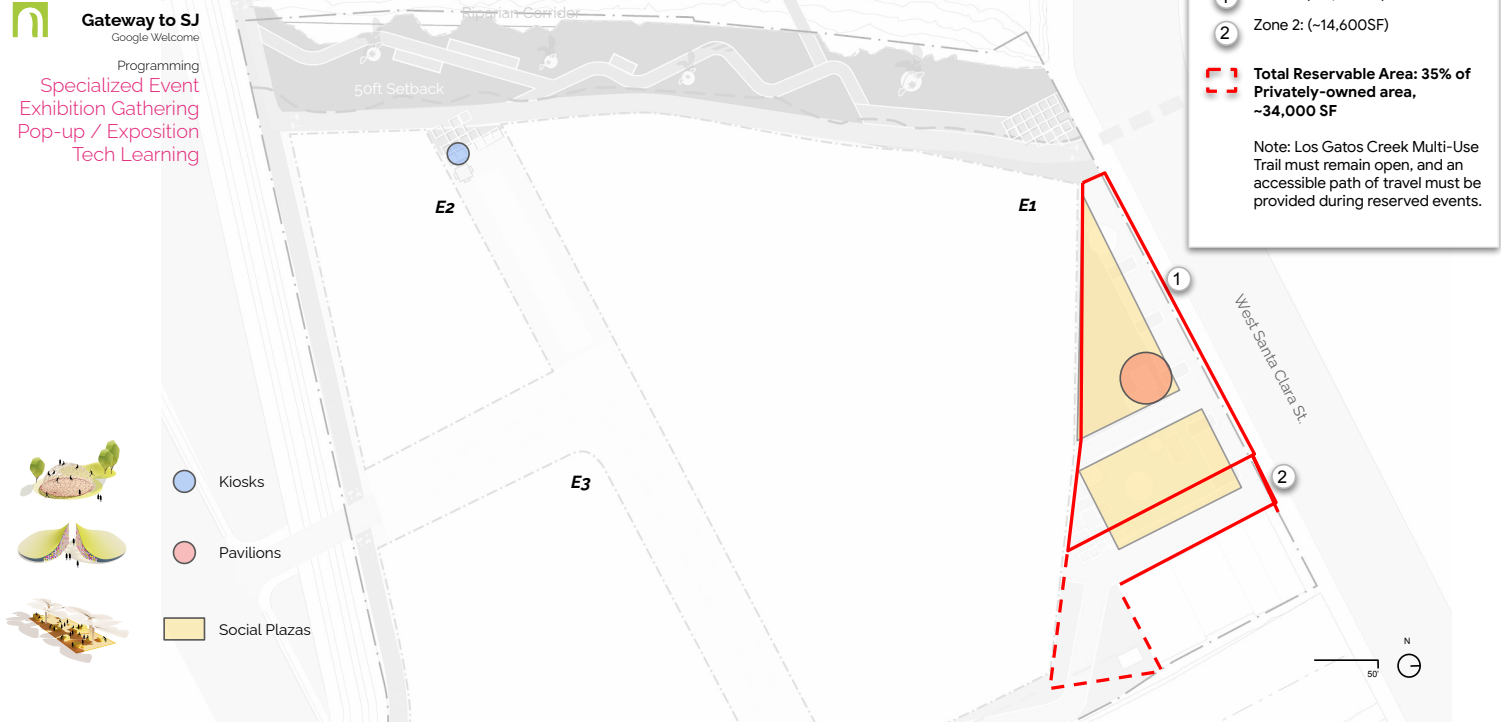 Gateway to SJ
Google Welcome
Programming
Specialized Event
Exhibition Gathering
Pop-up / Exposition
Tech Learning
Riparian Corridor
50ft Setback
E2
E1
E3
1
2
West Santa Clara St.
1
2
Zone 2: (~14,600SF)
Total Reservable Area: 35% of
Privately-owned area,
~34,000 SF
Note: Los Gatos Creek Multi-Use
Trail must remain open, and an
accessible path of travel must be
provided during reserved events.
Kiosks
Pavilions
Social Plazas
N
50'